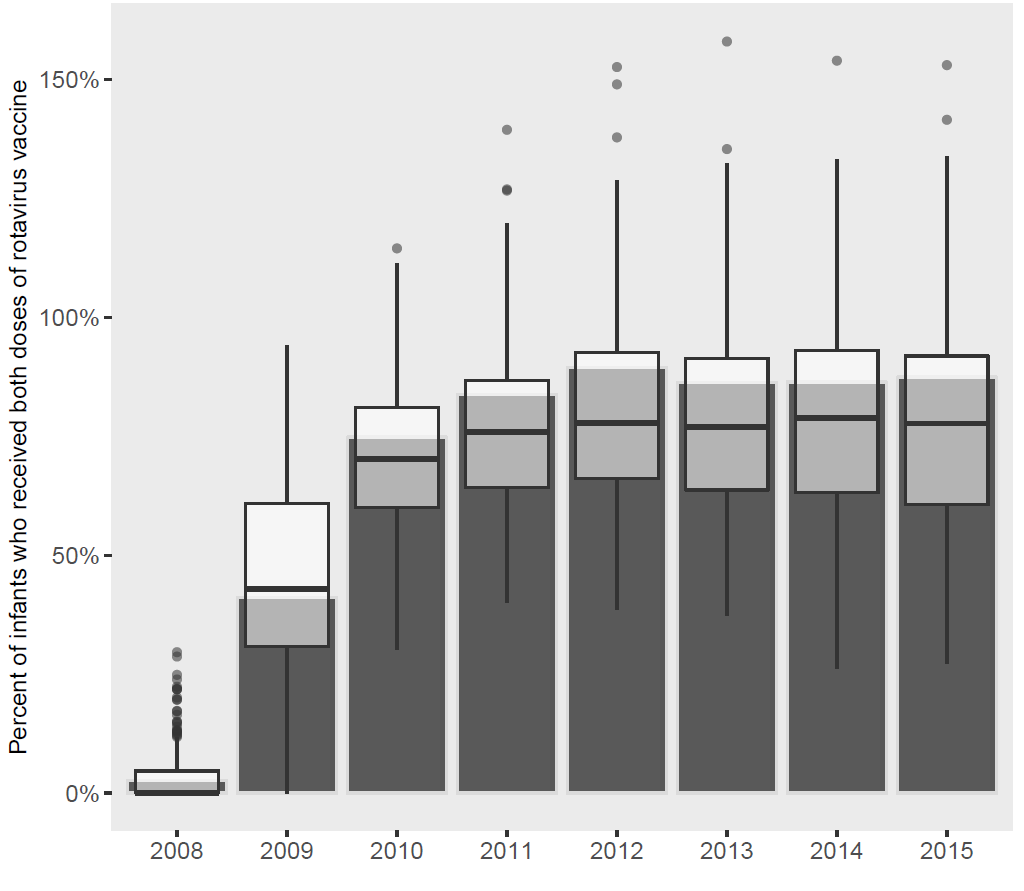 Percent of infants who received both doses of rotavirus vaccine
150%
100%
50%
0%
2008 2009 2010 2011 2012 2013 2014 2015